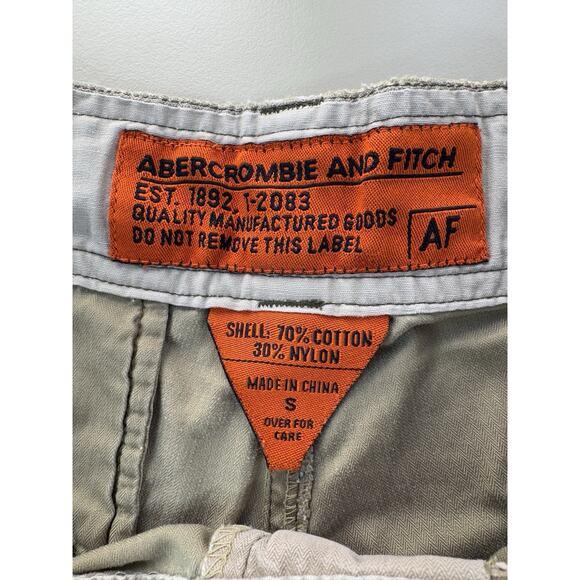 ABERCROMBIE AND FITCH
EST. 1892 T-2083
QUALITY MANUFACTURED GOODS
DO NOT REMOVE THIS LABEL
AF
SHELL: 70% COTTON
30% NYLON
MADE IN CHINA
S
OVER FOR
CARE